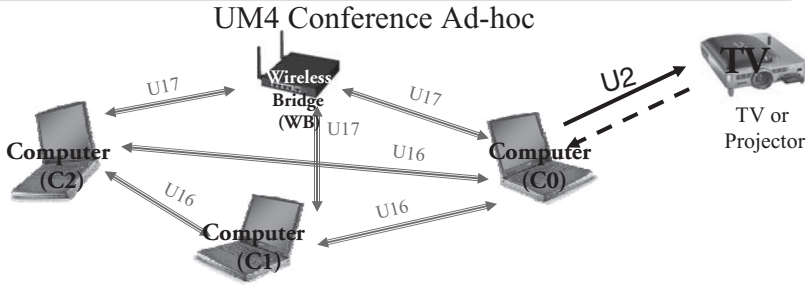 UM4 Conference Ad-hoc
Wireless
Bridge
(WB)
U17
U17
U17
U2
TV
TV or
Projector
Computer
(C2)
U16
Computer
(C0)
U16
U16
Computer
(C1)